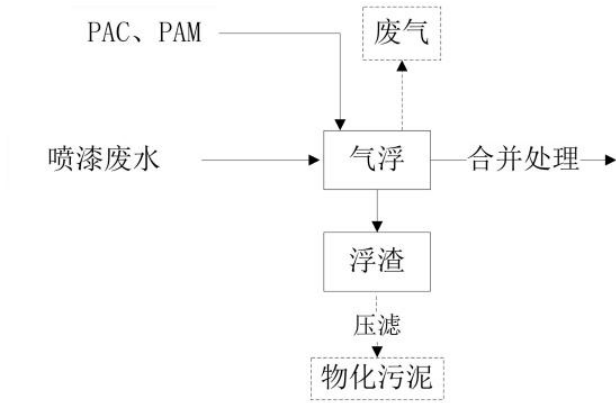 PAC、PAM
废气
喷漆废水
气浮
合并处理
浮渣
压滤
物化污泥